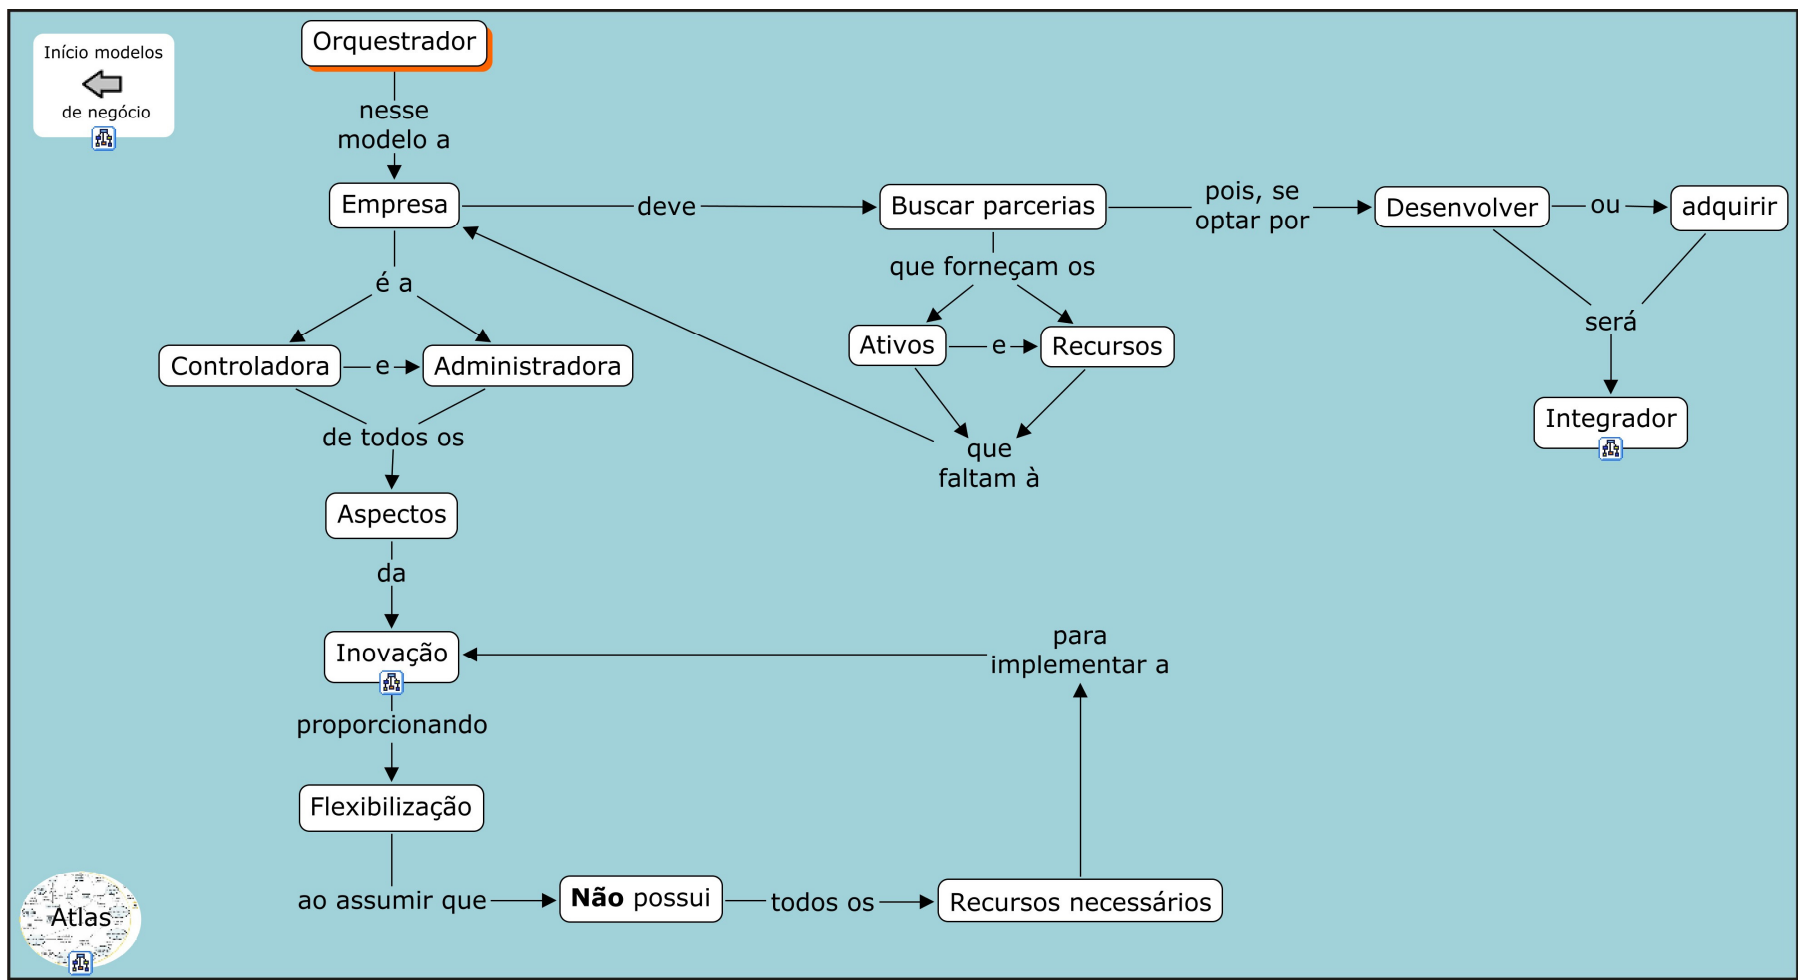 Início modelos
de negócio
Orquestrador
nesse
modelo a
Empresa
deve
Buscar parcerias
pois, se
optar por
Desenvolver
ou
adquirir
é a
que forneçam os
Controladora
e
Administradora
Ativos
e
Recursos
será
de todos os
que
faltam à
Integrador
Aspectos
da
Inovação
para
implementar a
proporcionando
Flexibilização
ao assumir que
Não possui
todos os
Recursos necessários
Atlas